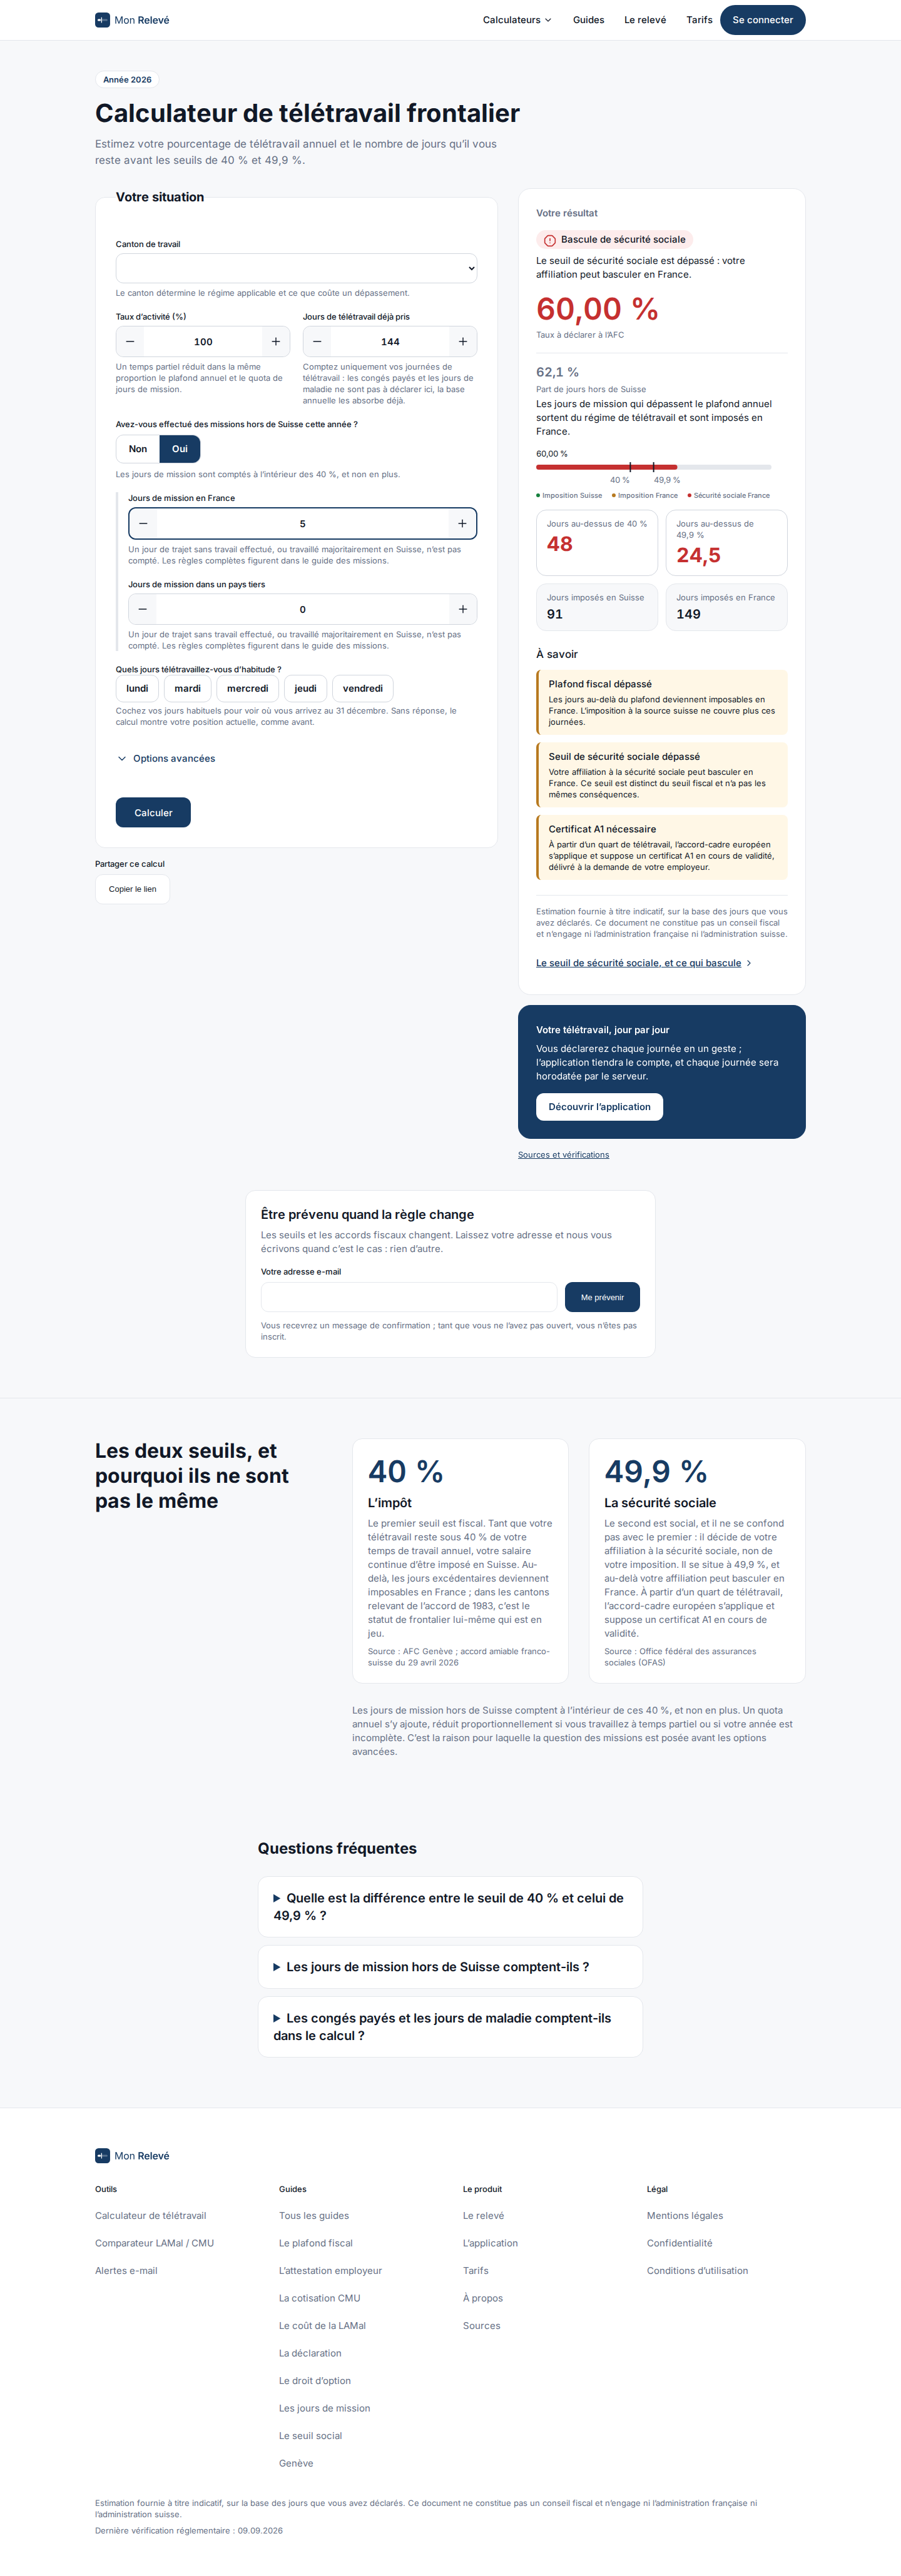 Mon Relevé
Calculateurs
Guides
Le relevé
Tarifs
Se connecter
Année 2026
Calculateur de télétravail frontalier
Estimez votre pourcentage de télétravail annuel et le nombre de jours qu’il vous
reste avant les seuils de 40 % et 49,9 %.
Votre situation
Canton de travail
Le canton détermine le régime applicable et ce que coûte un dépassement.
Taux d’activité (%)
− 100 +
Un temps partiel réduit dans la même
proportion le plafond annuel et le quota de
jours de mission.
Jours de télétravail déjà pris
− 144 +
Comptez uniquement vos journées de
télétravail : les congés payés et les jours de
maladie ne sont pas à déclarer ici, la base
annuelle les absorbe déjà.
Avez-vous effectué des missions hors de Suisse cette année ?
Non Oui
Les jours de mission sont comptés à l’intérieur des 40 %, et non en plus.
Jours de mission en France
− 5 +
Un jour de trajet sans travail effectué, ou travaillé majoritairement en Suisse, n’est pas
compté. Les règles complètes figurent dans le guide des missions.
Jours de mission dans un pays tiers
− 0 +
Un jour de trajet sans travail effectué, ou travaillé majoritairement en Suisse, n’est pas
compté. Les règles complètes figurent dans le guide des missions.
Quels jours télétravaillez-vous d’habitude ?
lundi mardi mercredi jeudi vendredi
Cochez vos jours habituels pour voir où vous arrivez au 31 décembre. Sans réponse, le
calcul montre votre position actuelle, comme avant.
Options avancées
Calculer
Partager ce calcul
Copier le lien
Votre résultat
Bascule de sécurité sociale
Le seuil de sécurité sociale est dépassé : votre
affiliation peut basculer en France.
60,00 %
Taux à déclarer à l’AFC
62,1 %
Part de jours hors de Suisse
Les jours de mission qui dépassent le plafond annuel
sortent du régime de télétravail et sont imposés en
France.
60,00 %
40 % 49,9 %
Imposition Suisse Imposition France Sécurité sociale France
Jours au-dessus de 40 %
48
Jours au-dessus de
49,9 %
24,5
Jours imposés en Suisse
91
Jours imposés en France
149
À savoir
Plafond fiscal dépassé
Les jours au-delà du plafond deviennent imposables en
France. L’imposition à la source suisse ne couvre plus ces
journées.
Seuil de sécurité sociale dépassé
Votre affiliation à la sécurité sociale peut basculer en
France. Ce seuil est distinct du seuil fiscal et n’a pas les
mêmes conséquences.
Certificat A1 nécessaire
À partir d’un quart de télétravail, l’accord-cadre européen
s’applique et suppose un certificat A1 en cours de validité,
délivré à la demande de votre employeur.
Estimation fournie à titre indicatif, sur la base des jours que vous
avez déclarés. Ce document ne constitue pas un conseil fiscal
et n’engage ni l’administration française ni l’administration suisse.
Le seuil de sécurité sociale, et ce qui bascule
Votre télétravail, jour par jour
Vous déclarerez chaque journée en un geste ;
l’application tiendra le compte, et chaque journée sera
horodatée par le serveur.
Découvrir l’application
Sources et vérifications
Être prévenu quand la règle change
Les seuils et les accords fiscaux changent. Laissez votre adresse et nous vous
écrivons quand c’est le cas : rien d’autre.
Votre adresse e-mail
Me prévenir
Vous recevrez un message de confirmation ; tant que vous ne l’avez pas ouvert, vous n’êtes pas
inscrit.
Les deux seuils, et
pourquoi ils ne sont
pas le même
40 %
L’impôt
Le premier seuil est fiscal. Tant que votre
télétravail reste sous 40 % de votre
temps de travail annuel, votre salaire
continue d’être imposé en Suisse. Au-
delà, les jours excédentaires deviennent
imposables en France ; dans les cantons
relevant de l’accord de 1983, c’est le
statut de frontalier lui-même qui est en
jeu.
Source : AFC Genève ; accord amiable franco-
suisse du 29 avril 2026
49,9 %
La sécurité sociale
Le second est social, et il ne se confond
pas avec le premier : il décide de votre
affiliation à la sécurité sociale, non de
votre imposition. Il se situe à 49,9 %, et
au-delà votre affiliation peut basculer en
France. À partir d’un quart de télétravail,
l’accord-cadre européen s’applique et
suppose un certificat A1 en cours de
validité.
Source : Office fédéral des assurances
sociales (OFAS)
Les jours de mission hors de Suisse comptent à l’intérieur de ces 40 %, et non en plus. Un quota
annuel s’y ajoute, réduit proportionnellement si vous travaillez à temps partiel ou si votre année est
incomplète. C’est la raison pour laquelle la question des missions est posée avant les options
avancées.
Questions fréquentes
Quelle est la différence entre le seuil de 40 % et celui de
49,9 % ?
Les jours de mission hors de Suisse comptent-ils ?
Les congés payés et les jours de maladie comptent-ils
dans le calcul ?
Mon Relevé
Outils
Calculateur de télétravail
Comparateur LAMal / CMU
Alertes e-mail
Guides
Tous les guides
Le plafond fiscal
L’attestation employeur
La cotisation CMU
Le coût de la LAMal
La déclaration
Le droit d’option
Les jours de mission
Le seuil social
Genève
Le produit
Le relevé
L’application
Tarifs
À propos
Sources
Légal
Mentions légales
Confidentialité
Conditions d’utilisation
Estimation fournie à titre indicatif, sur la base des jours que vous avez déclarés. Ce document ne constitue pas un conseil fiscal et n’engage ni l’administration française ni
l’administration suisse.
Dernière vérification réglementaire : 09.09.2026